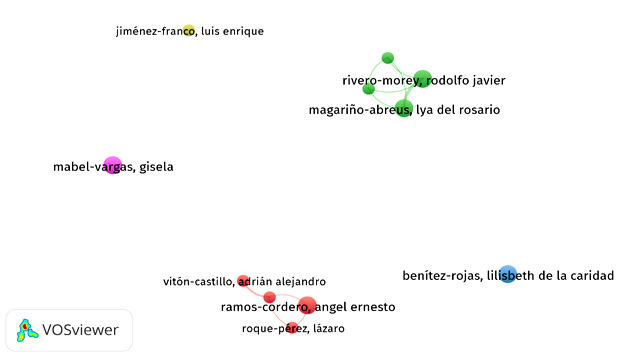 jiménez-franco, luis enrique
rivero-morey, rodolfo javier
magariño-abreus, lya del rosario
mabel-vargas, gisela
benítez-rojas, lilisbeth de la caridad
vitón-castillo, adrián alejandro
ramos-cordero, angel ernesto
roque-pérez, lázaro
VOSviewer